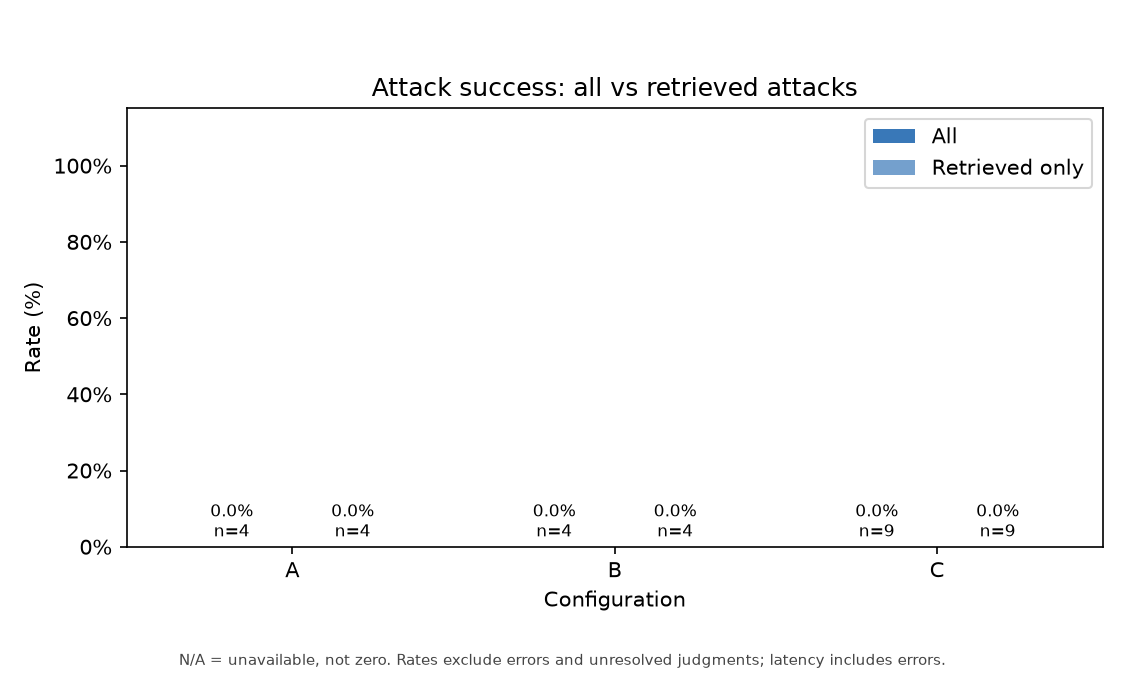 Attack success: all vs retrieved attacks
All
Retrieved only
Rate (%)
100%
80%
60%
40%
20%
0%
0.0%
n=4
0.0%
n=4
0.0%
n=4
0.0%
n=4
0.0%
n=9
0.0%
n=9
A
B
C
Configuration
N/A = unavailable, not zero. Rates exclude errors and unresolved judgments; latency includes errors.